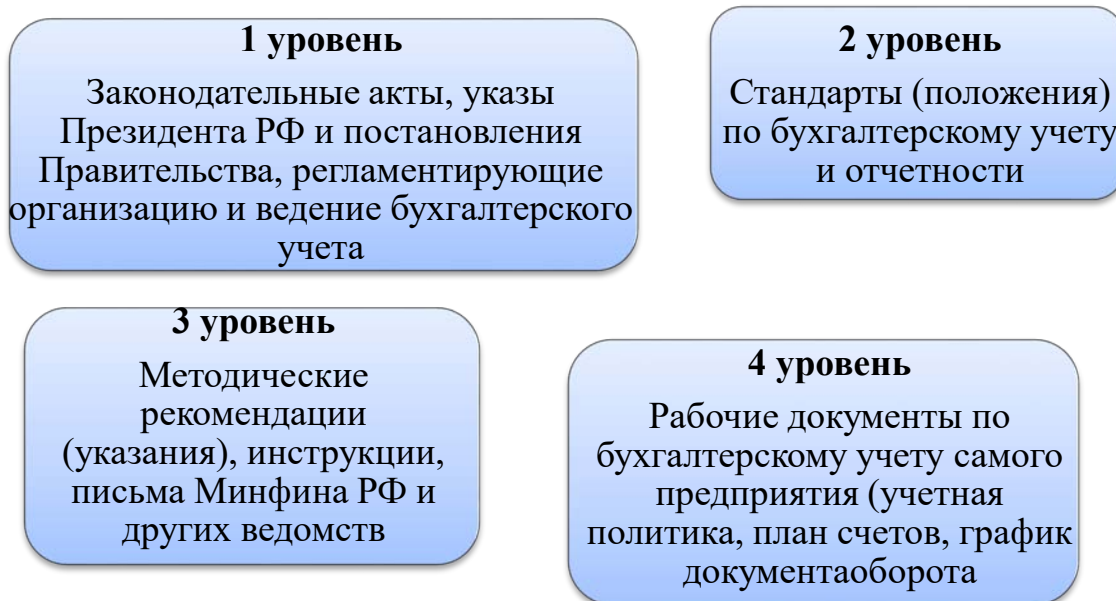 1 уровень
Законодательные акты, указы
Президента РФ и постановления
Правительства, регламентирующие
организацию и ведение бухгалтерского
учета
2 уровень
Стандарты (положения)
по бухгалтерскому учету
и отчетности
3 уровень
Методические
рекомендации
(указания), инструкции,
письма Минфина РФ и
других ведомств
4 уровень
Рабочие документы по
бухгалтерскому учету самого
предприятия (учетная
политика, план счетов, график
документаоборота